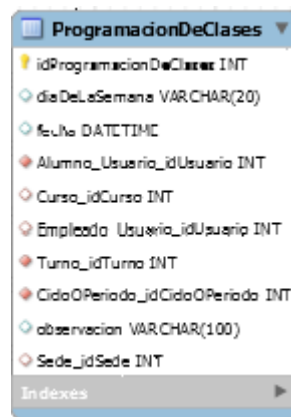 ProgramacionDeClases
idProgramacionDeClases INT
diaDeLaSemana VARCHAR(20)
fecha DATETIME
Alumno_Usuario_idUsuario INT
Curso_idCurso INT
Empleado_Usuario_idUsuario INT
Turno_idTurno INT
CicloOPeriodo_idCicloOPeriodo INT
observacion VARCHAR(100)
Sede_idSede INT
Indexes